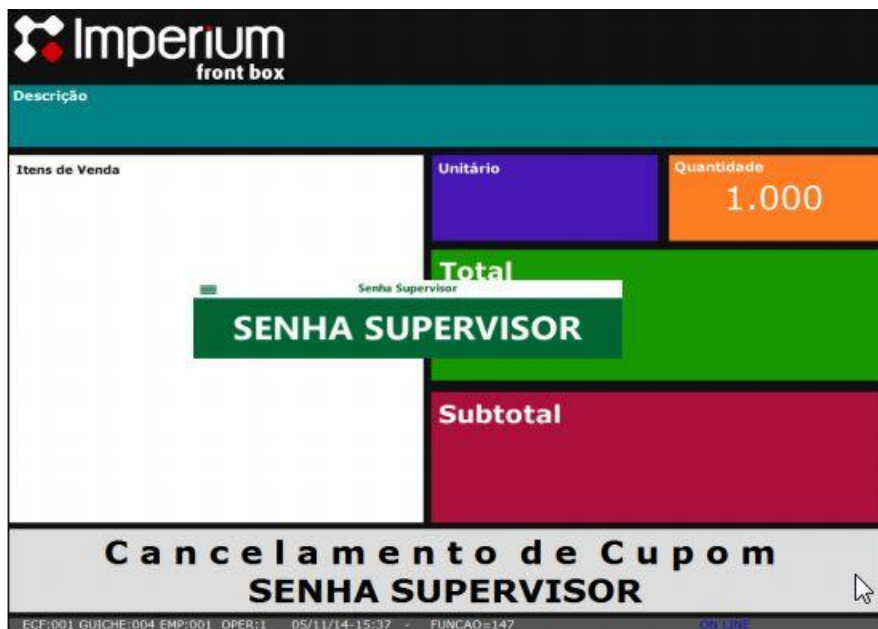 Imperium
front box
Descrição
Itens de Venda
Unitário
Quantidade
1.000
Total
Senha Supervisor
SENHA SUPERVISOR
Subtotal
Cancelamento de Cupom
SENHA SUPERVISOR
ECF:001 GUICHE:004 EMP:001 OPER:1 05/11/14-15:37 - FUNCAO=147 ON LINE